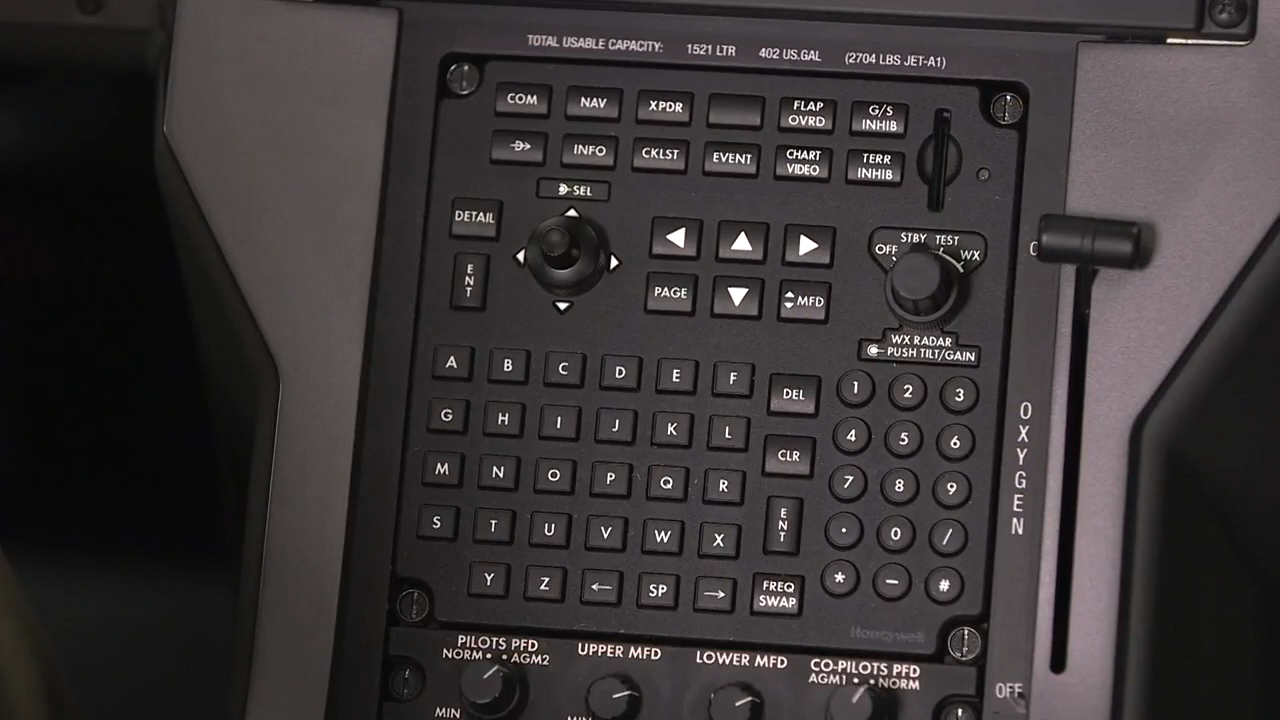 TOTAL USABLE CAPACITY: 1521 LTR 402 US.GAL (2704 LBS JET-A1)
COM NAV XPDR FLAP OVRD G/S INHIB
INFO CKLST EVENT CHART VIDEO TERR INHIB
SEL
DETAIL
ENT
PAGE MFD
OFF STBY TEST WX
WX RADAR
PUSH TILT/GAIN
A B C D E F DEL 1 2 3
G H I J K L CLR 4 5 6
M N O P Q R 7 8 9
S T U V W X ENT . 0 /
Y Z ← SP → FREQ SWAP * - #
Honeywell
OXYGEN
OFF
PILOTS PFD
NORM • • AGM2
UPPER MFD
LOWER MFD
CO-PILOTS PFD
AGM1 • • NORM
MIN